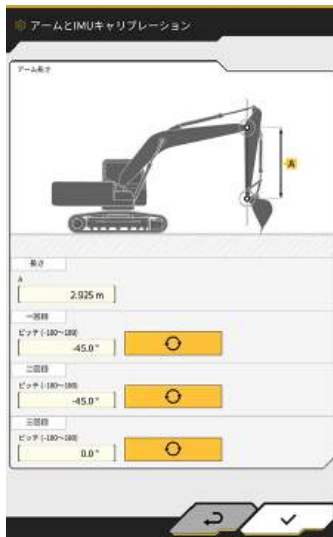 アームとIMUキャリブレーション
アーム長さ
A
長さ
A
2.925 m
一回目
ピッチ (-180～180)
-45.0 °
二回目
ピッチ (-180～180)
-45.0 °
三回目
ピッチ (-180～180)
0.0 °